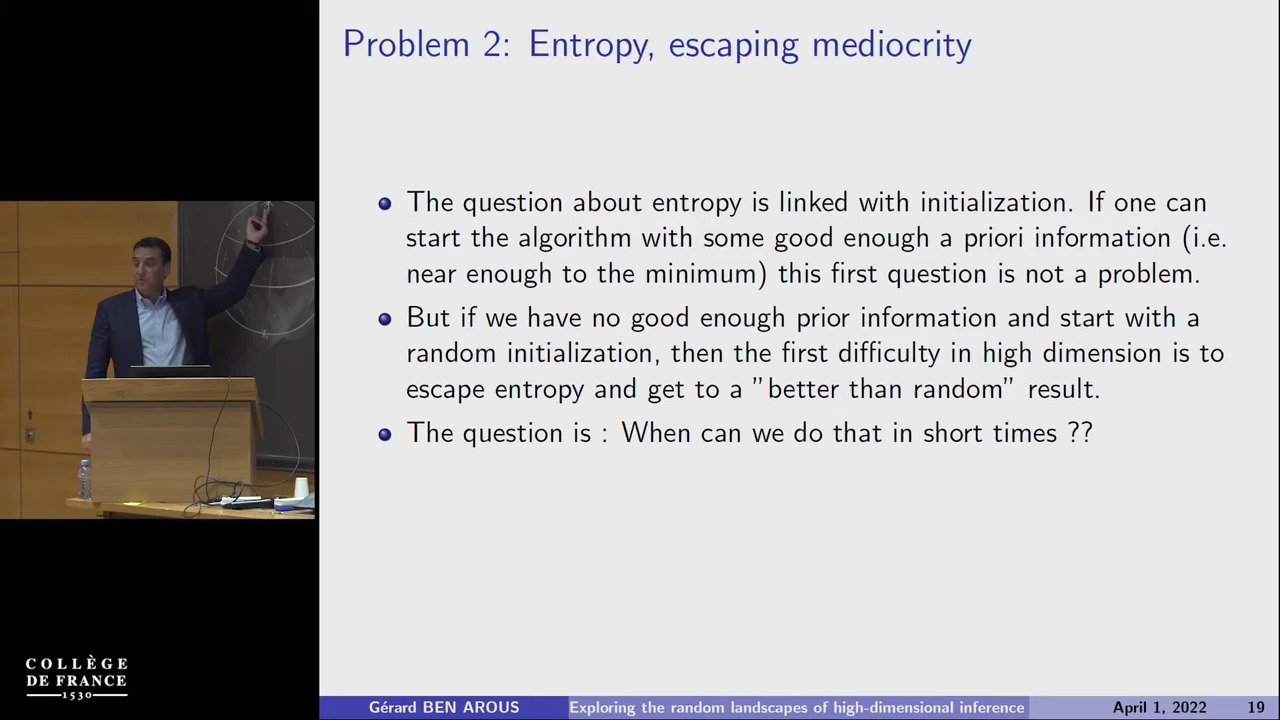 Problem 2: Entropy, escaping mediocrity
The question about entropy is linked with initialization. If one can
start the algorithm with some good enough a priori information (i.e.
near enough to the minimum) this first question is not a problem.
But if we have no good enough prior information and start with a
random initialization, then the first difficulty in high dimension is to
escape entropy and get to a ”better than random” result.
The question is : When can we do that in short times ??
COLLÈGE
DE FRANCE
1530
Gérard BEN AROUS Exploring the random landscapes of high-dimensional inference April 1, 2022 19